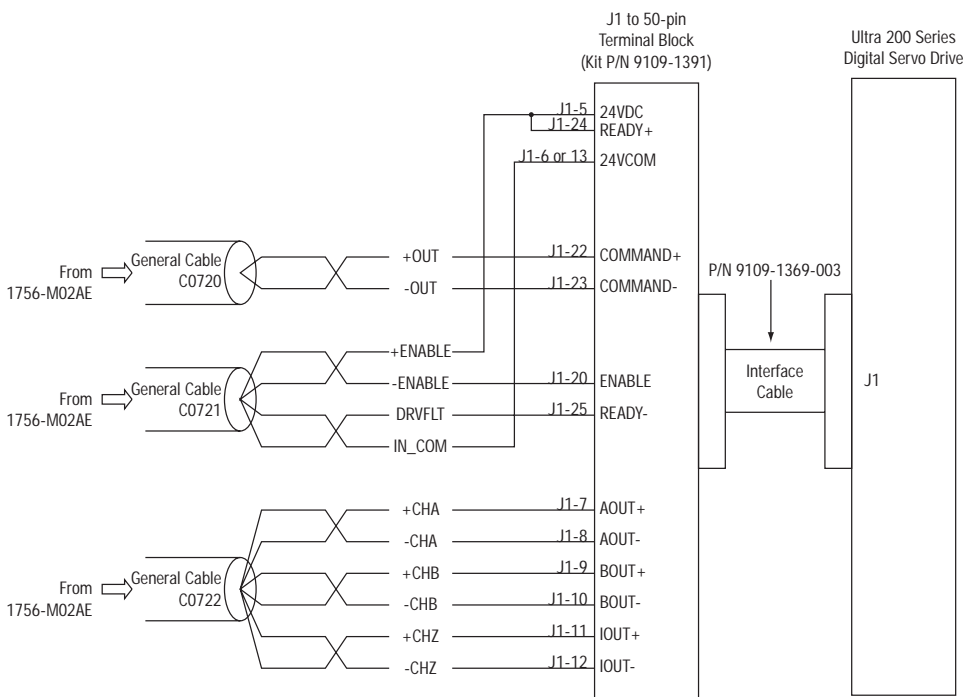 J1 to 50-pin
Terminal Block
(Kit P/N 9109-1391)
Ultra 200 Series
Digital Servo Drive
J1-5 24VDC
J1-24 READY+
J1-6 or 13 24VCOM
From
1756-M02AE
General Cable
C0720
+OUT J1-22 COMMAND+
-OUT J1-23 COMMAND-
P/N 9109-1369-003
From
1756-M02AE
General Cable
C0721
+ENABLE
-ENABLE J1-20 ENABLE
DRVFLT J1-25 READY-
IN_COM
Interface
Cable
J1
From
1756-M02AE
General Cable
C0722
+CHA J1-7 AOUT+
-CHA J1-8 AOUT-
+CHB J1-9 BOUT+
-CHB J1-10 BOUT-
+CHZ J1-11 IOUT+
-CHZ J1-12 IOUT-